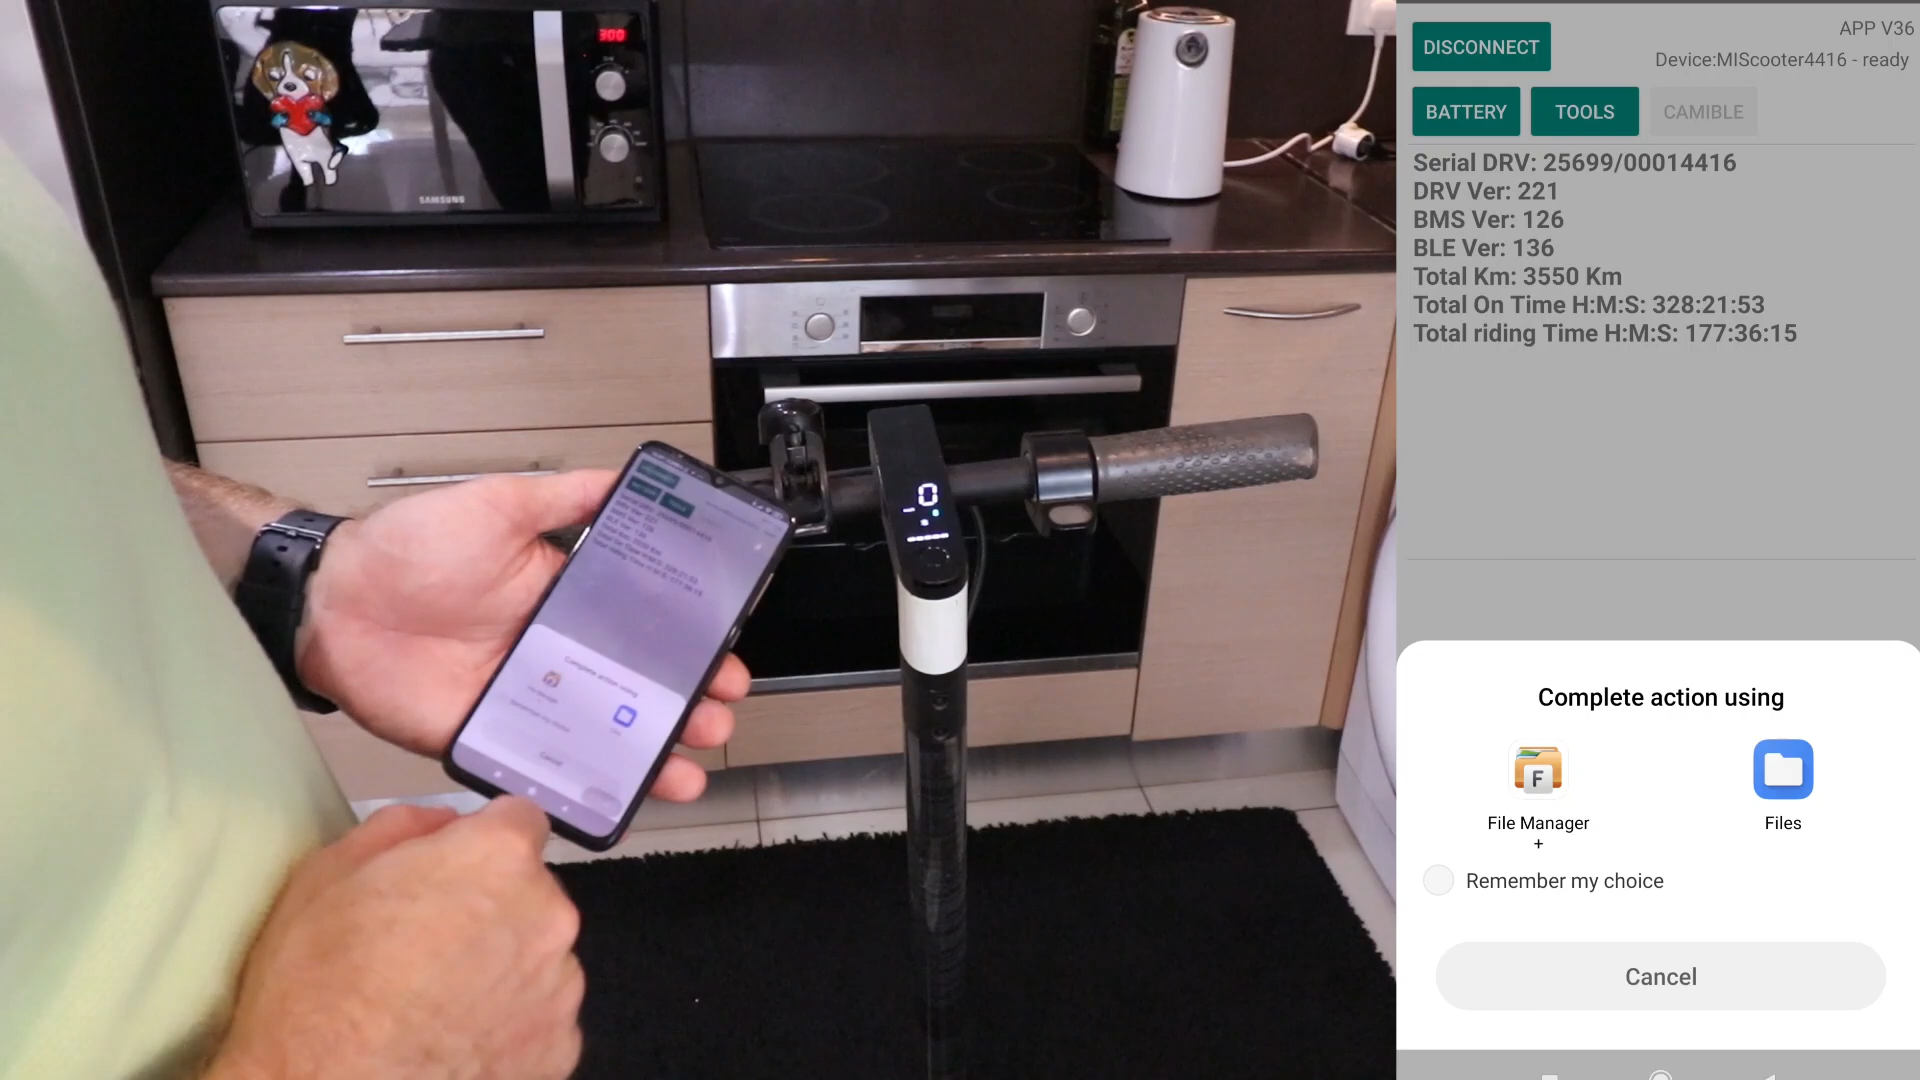 300
SAMSUNG
0
DISCONNECT
APP V36
Device:MIScooter4416 - ready
BATTERY
TOOLS
CAMIBLE
Serial DRV: 25699/00014416
DRV Ver: 221
BMS Ver: 126
BLE Ver: 136
Total Km: 3550 Km
Total On Time H:M:S: 328:21:53
Total riding Time H:M:S: 177:36:15
Complete action using
F
File Manager
+
Files
Remember my choice
Cancel